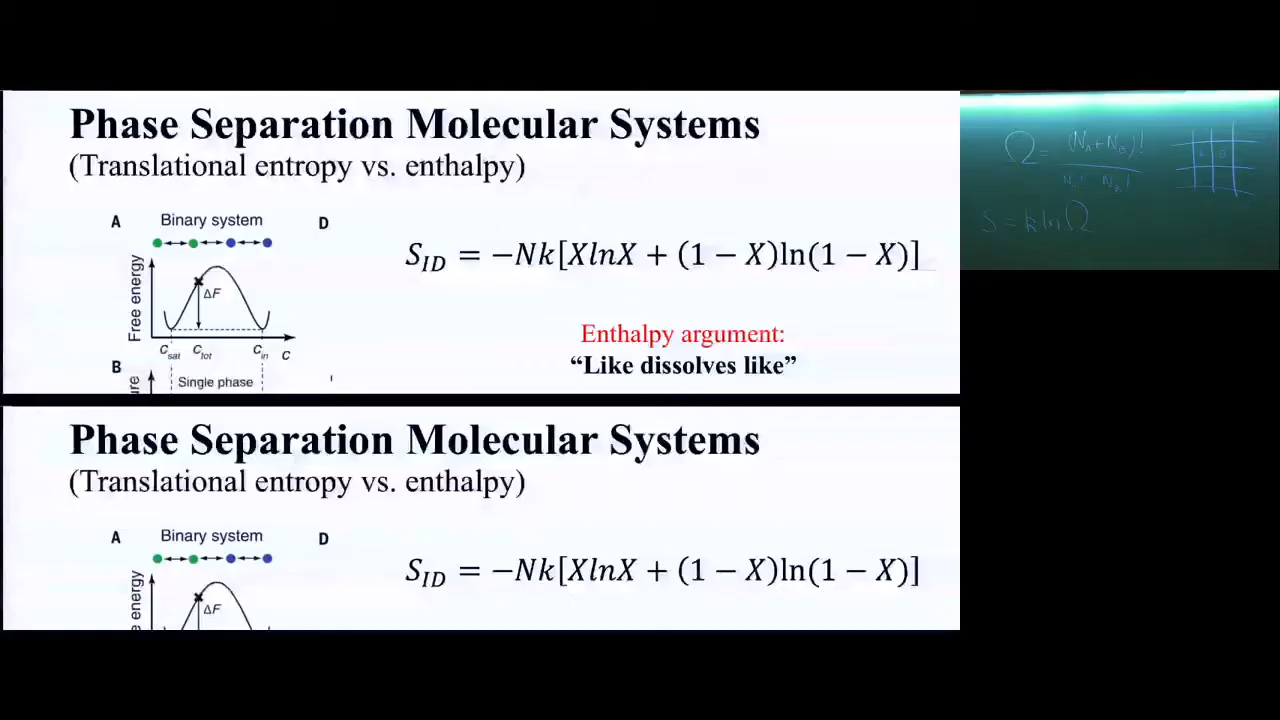 Phase Separation Molecular Systems
(Translational entropy vs. enthalpy)
A Binary system D
Free energy
ΔF
C_sat C_tot C_in C
S_ID = −Nk[XlnX + (1 − X)ln(1 − X)]
Enthalpy argument:
“Like dissolves like”
B Single phase
Ω = (N_A + N_B)!
S = k ln Ω
Phase Separation Molecular Systems
(Translational entropy vs. enthalpy)
A Binary system D
energy
ΔF
S_ID = −Nk[XlnX + (1 − X)ln(1 − X)]